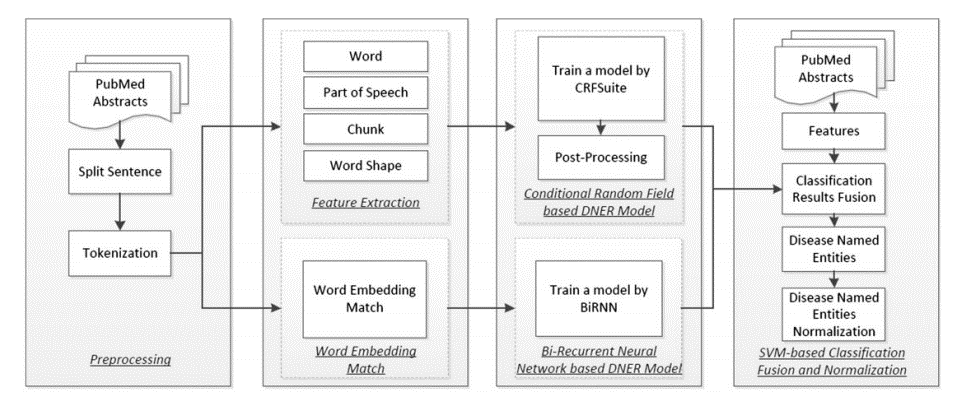 PubMed
Abstracts
Split Sentence
Tokenization
Preprocessing
Word
Part of Speech
Chunk
Word Shape
Feature Extraction
Word Embedding
Match
Word Embedding
Match
Train a model by
CRFSuite
Post-Processing
Conditional Random Field
based DNER Model
Train a model by
BiRNN
Bi-Recurrent Neural
Network based DNER Model
PubMed
Abstracts
Features
Classification
Results Fusion
Disease Named
Entities
Disease Named
Entities
Normalization
SVM-based Classification
Fusion and Normalization